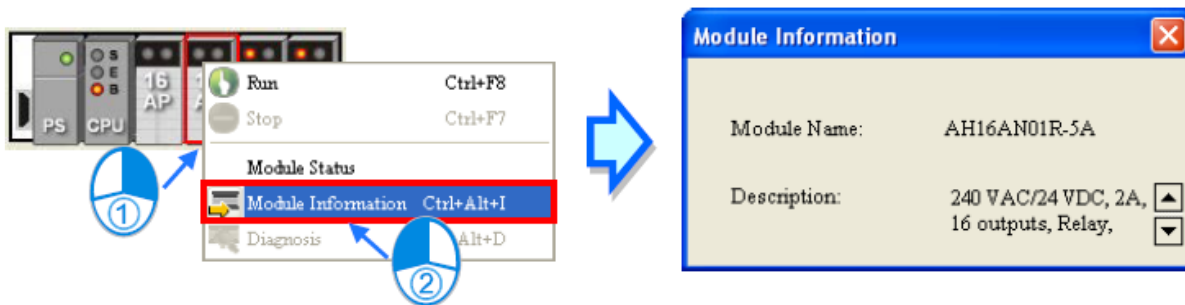 S
E
B
PS
CPU
16
AP
Run Ctrl+F8
Stop Ctrl+F7
Module Status
Module Information Ctrl+Alt+I
Diagnosis Alt+D
①
②
Module Information
Module Name: AH16AN01R-5A
Description: 240 VAC/24 VDC, 2A,
16 outputs, Relay,